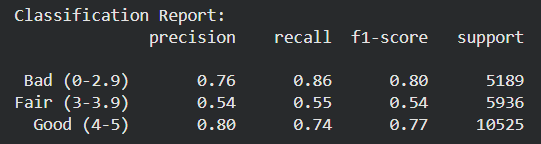 Classification Report:
precision recall f1-score support
Bad (0-2.9) 0.76 0.86 0.80 5189
Fair (3-3.9) 0.54 0.55 0.54 5936
Good (4-5) 0.80 0.74 0.77 10525